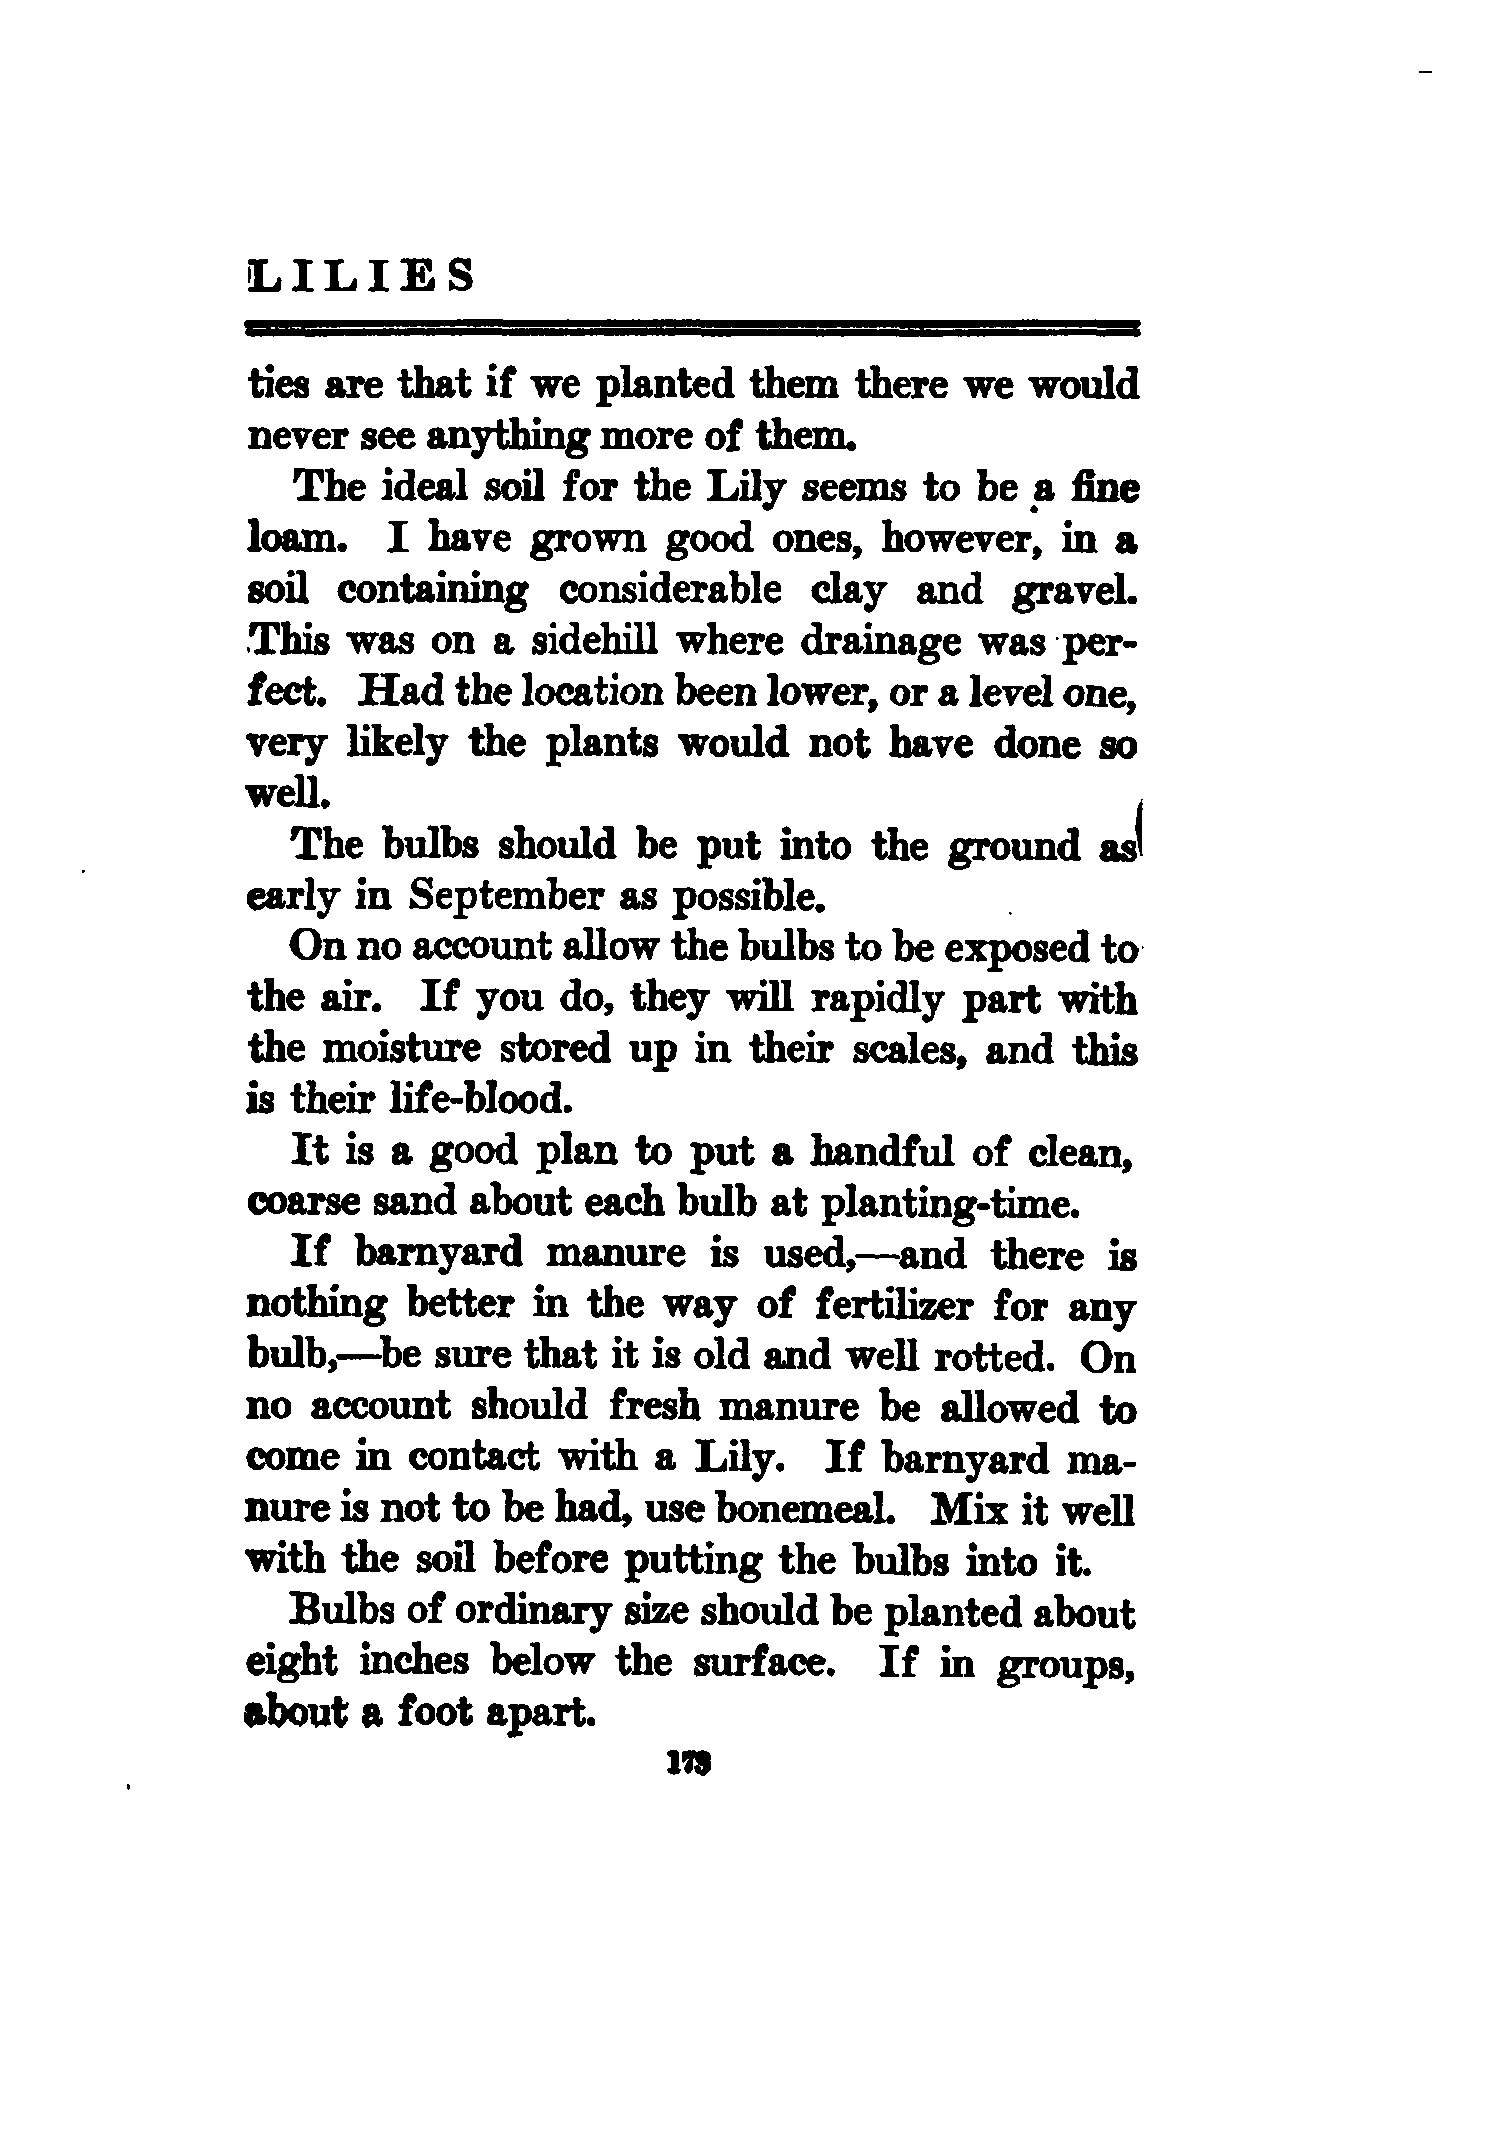 LILIES
ties are that if we planted them there we would
never see anything more of them.
The ideal soil for the Lily seems to be a fine
loam. I have grown good ones, however, in a
soil containing considerable clay and gravel.
This was on a sidehill where drainage was per-
fect. Had the location been lower, or a level one,
very likely the plants would not have done so
well.
The bulbs should be put into the ground as
early in September as possible.
On no account allow the bulbs to be exposed to
the air. If you do, they will rapidly part with
the moisture stored up in their scales, and this
is their life-blood.
It is a good plan to put a handful of clean,
coarse sand about each bulb at planting-time.
If barnyard manure is used,—and there is
nothing better in the way of fertilizer for any
bulb,—be sure that it is old and well rotted. On
no account should fresh manure be allowed to
come in contact with a Lily. If barnyard ma-
nure is not to be had, use bonemeal. Mix it well
with the soil before putting the bulbs into it.
Bulbs of ordinary size should be planted about
eight inches below the surface. If in groups,
about a foot apart.